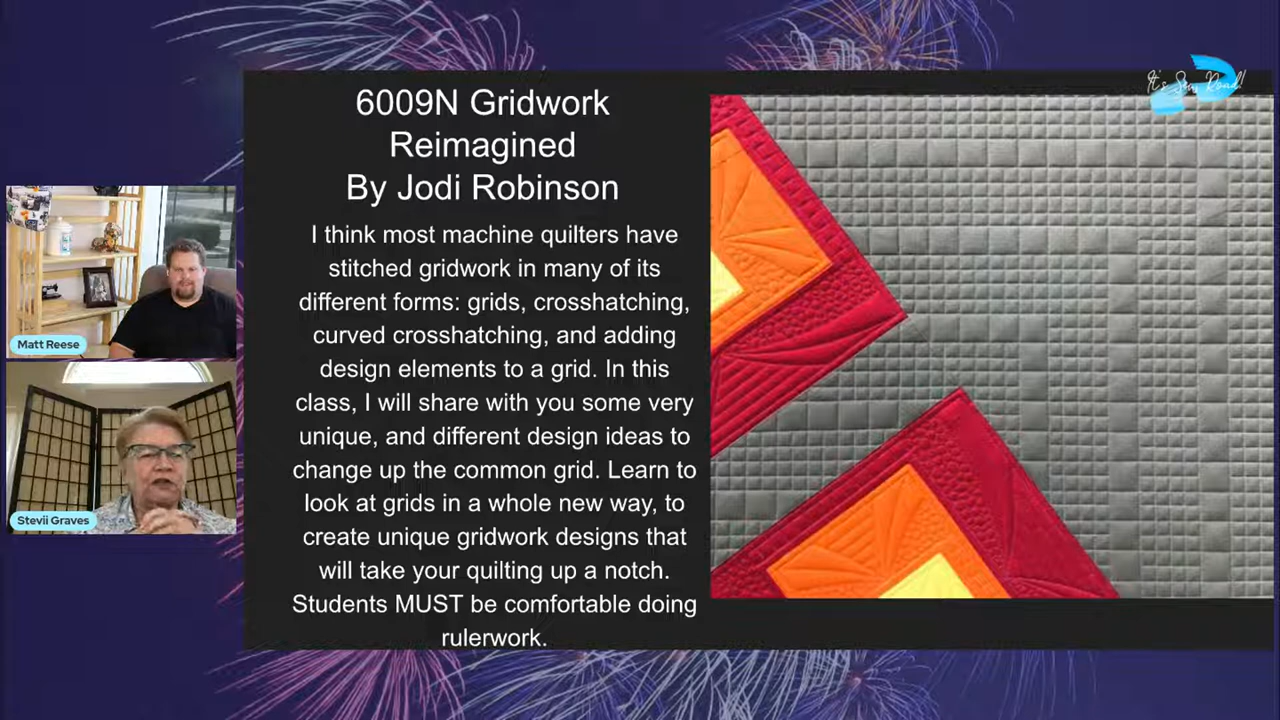 6009N Gridwork
Reimagined
By Jodi Robinson
I think most machine quilters have
stitched gridwork in many of its
different forms: grids, crosshatching,
curved crosshatching, and adding
design elements to a grid. In this
class, I will share with you some very
unique, and different design ideas to
change up the common grid. Learn to
look at grids in a whole new way, to
create unique gridwork designs that
will take your quilting up a notch.
Students MUST be comfortable doing
rulerwork.
It's Sew Road!
Matt Reese
Stevii Graves